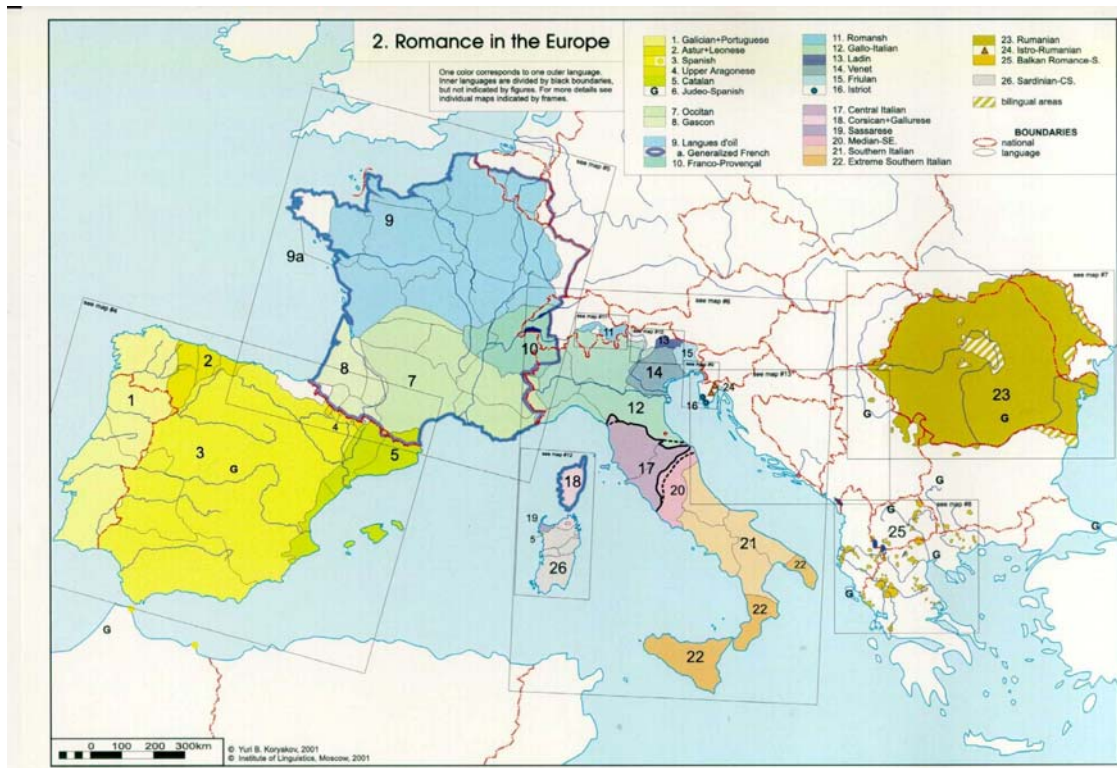 2. Romance in the Europe
One color corresponds to one outer language.
Inner languages are divided by black boundaries,
but not indicated by figures. For more details see
individual maps indicated by frames.
1. Galician+Portuguese
2. Astur+Leonese
3. Spanish
4. Upper Aragonese
5. Catalan
G 6. Judeo-Spanish
7. Occitan
8. Gascon
9. Langues d'oil
a. Generalized French
10. Franco-Provençal
11. Romansh
12. Gallo-Italian
13. Ladin
14. Venet
15. Friulan
16. Istriot
17. Central Italian
18. Corsican+Gallurese
19. Sassarese
20. Median-SE.
21. Southern Italian
22. Extreme Southern Italian
23. Rumanian
24. Istro-Rumanian
25. Balkan Romance-S.
26. Sardinian-CS.
bilingual areas
BOUNDARIES
national
language
see map #5
9
9a
see map #7
see map #6
see map #4
11
13
10
15
2
8
7
14
see map #13
24
23
16
1
G
G
12
4
3
5
G
see map #12
17
18
20
G
see map #8
G
25
G
19
5
21
26
22
G
G
22
G
22
0 100 200 300km
© Yuri B. Koryakov, 2001
© Institute of Linguistics, Moscow, 2001